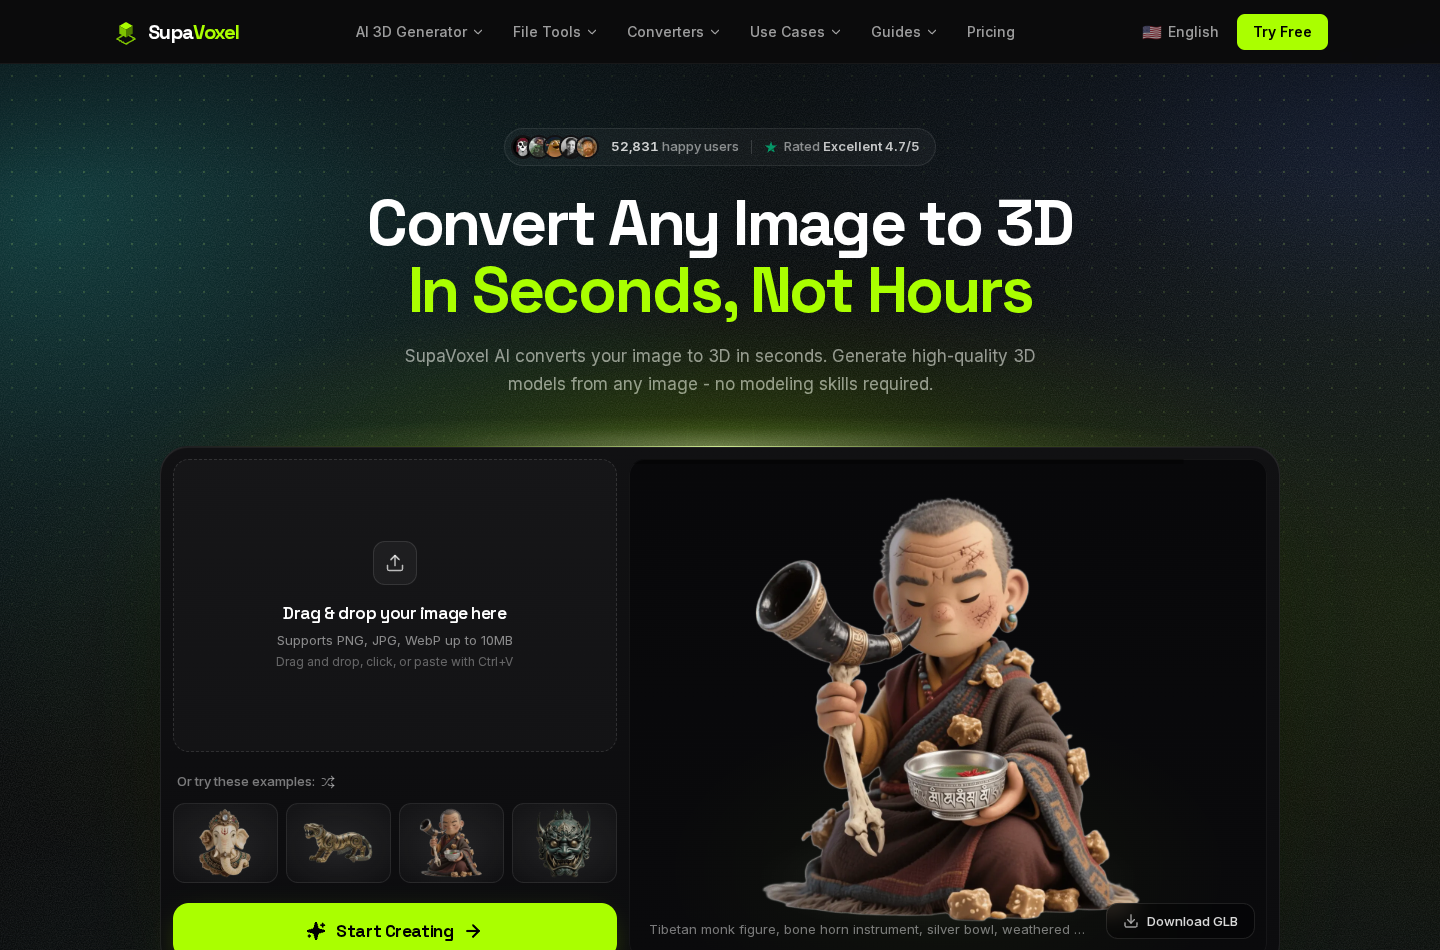 SupaVoxel
AI 3D Generator
File Tools
Converters
Use Cases
Guides
Pricing
English
Try Free
52,831 happy users
Rated Excellent 4.7/5
Convert Any Image to 3D
In Seconds, Not Hours
SupaVoxel AI converts your image to 3D in seconds. Generate high-quality 3D
models from any image - no modeling skills required.
Drag & drop your image here
Supports PNG, JPG, WebP up to 10MB
Drag and drop, click, or paste with Ctrl+V
Or try these examples:
Start Creating
Tibetan monk figure, bone horn instrument, silver bowl, weathered ...
Download GLB